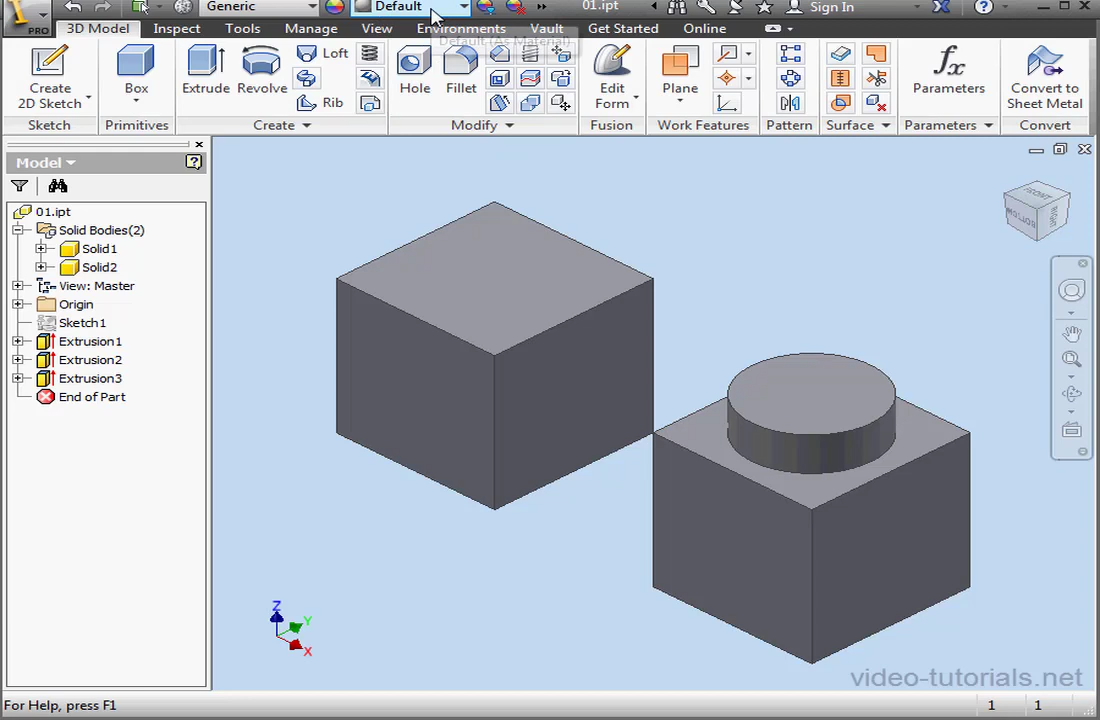 PRO Generic Default 01.ipt Sign In
3D Model Inspect Tools Manage View Environments Vault Get Started Online
Default (As Material)
Create 2D Sketch
Box
Extrude
Revolve
Loft
Rib
Hole
Fillet
Edit Form
Plane
fx
Parameters
Convert to Sheet Metal
Sketch Primitives Create Modify Fusion Work Features Pattern Surface Parameters Convert
Model
01.ipt
Solid Bodies(2)
Solid1
Solid2
View: Master
Origin
Sketch1
Extrusion1
Extrusion2
Extrusion3
End of Part
FRONT
RIGHT
BOTTOM
Z
Y
X
video-tutorials.net
For Help, press F1 1 1